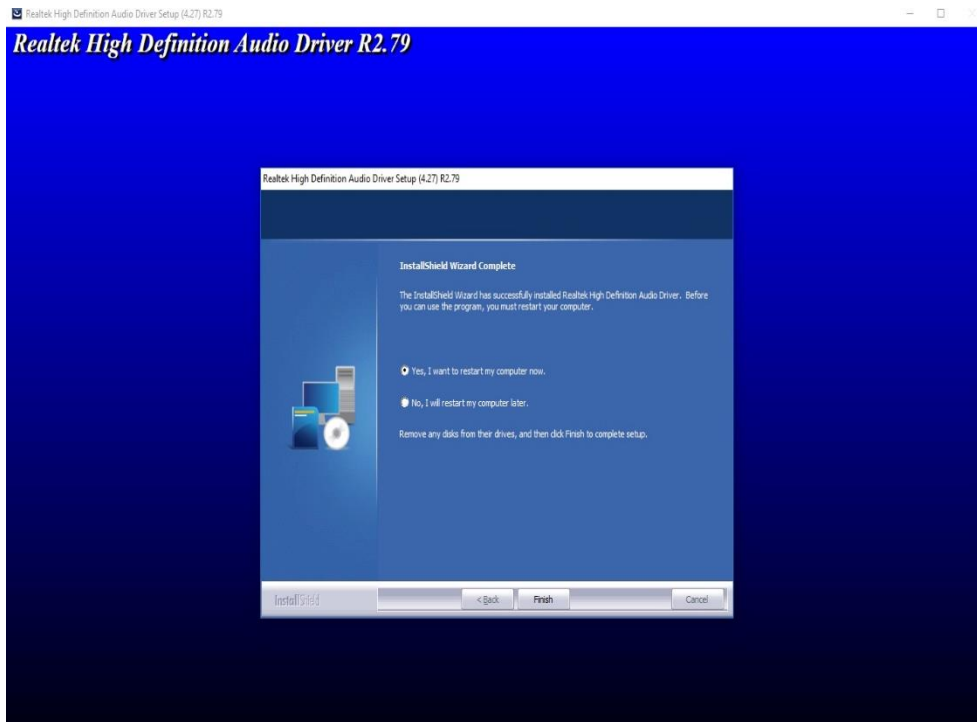 Realtek High Definition Audio Driver Setup (4.27) R2.79
Realtek High Definition Audio Driver R2.79
Realtek High Definition Audio Driver Setup (4.27) R2.79
InstallShield Wizard Complete
The InstallShield Wizard has successfully installed Realtek High Definition Audio Driver. Before
you can use the program, you must restart your computer.
Yes, I want to restart my computer now.
No, I will restart my computer later.
Remove any disks from their drives, and then click Finish to complete setup.
InstallShield
< Back
Finish
Cancel